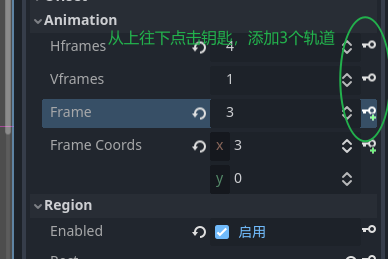 Animation
从上往下点击钥匙，添加3个轨道
Hframes 4
Vframes 1
Frame 3
Frame Coords x 3
y 0
Region
Enabled 启用